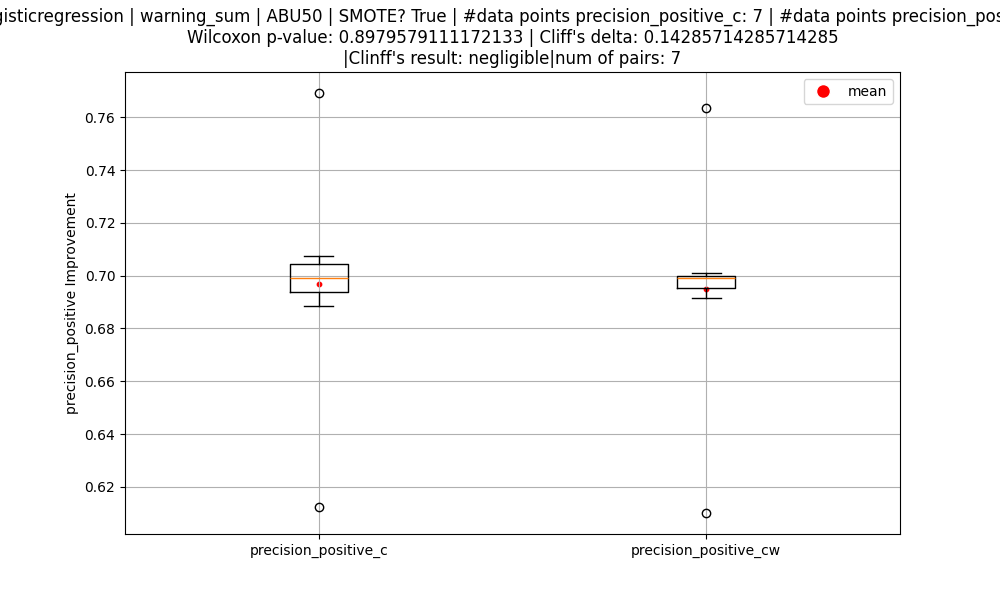 gisticregression | warning_sum | ABU50 | SMOTE? True | #data points precision_positive_c: 7 | #data points precision_pos
Wilcoxon p-value: 0.8979579111172133 | Cliff's delta: 0.14285714285714285
|Clinff's result: negligible|num of pairs: 7
mean
0.76
0.74
0.72
0.70
0.68
0.66
0.64
0.62
precision_positive Improvement
precision_positive_c
precision_positive_cw